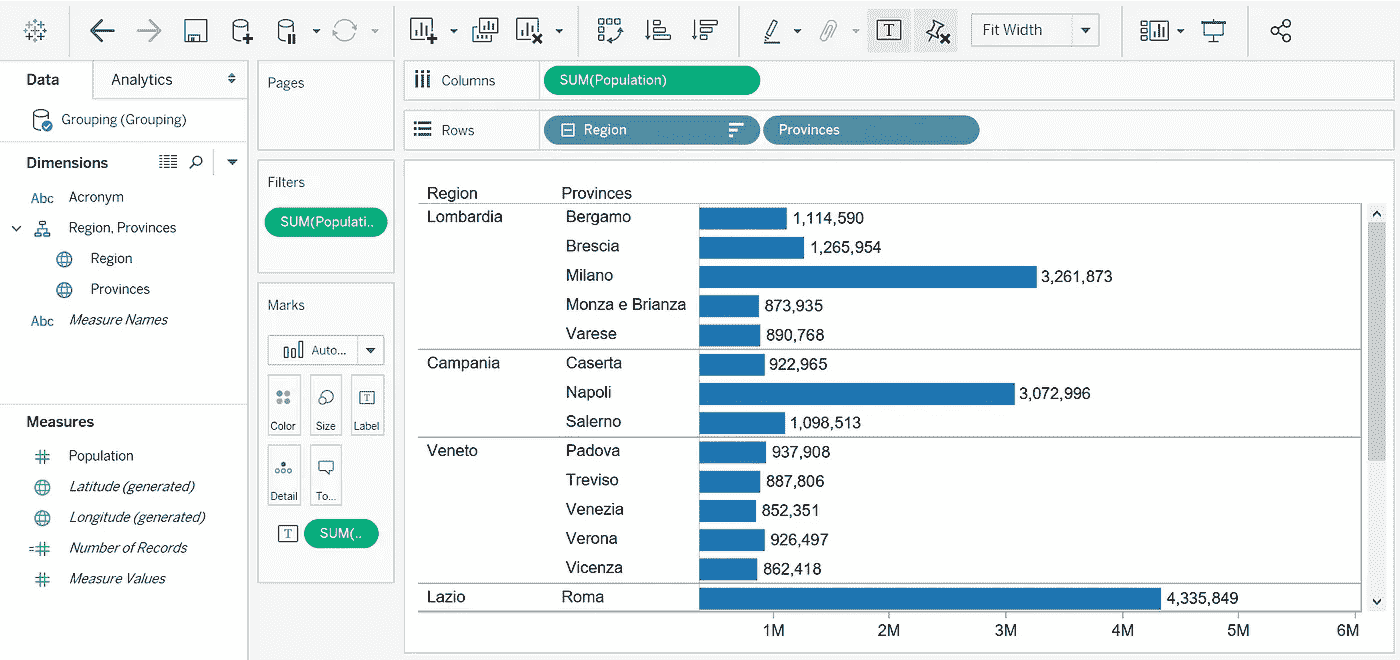 Fit Width
Data
Analytics
Grouping (Grouping)
Dimensions
Abc Acronym
Region, Provinces
Region
Provinces
Abc Measure Names
Measures
Population
Latitude (generated)
Longitude (generated)
Number of Records
Measure Values
Pages
Filters
SUM(Populati..
Marks
Auto...
Color Size T Label
Detail To...
T SUM(..
Columns SUM(Population)
Rows Region Provinces
Region Provinces
Lombardia Bergamo 1,114,590
Brescia 1,265,954
Milano 3,261,873
Monza e Brianza 873,935
Varese 890,768
Campania Caserta 922,965
Napoli 3,072,996
Salerno 1,098,513
Veneto Padova 937,908
Treviso 887,806
Venezia 852,351
Verona 926,497
Vicenza 862,418
Lazio Roma 4,335,849
1M 2M 3M 4M 5M 6M